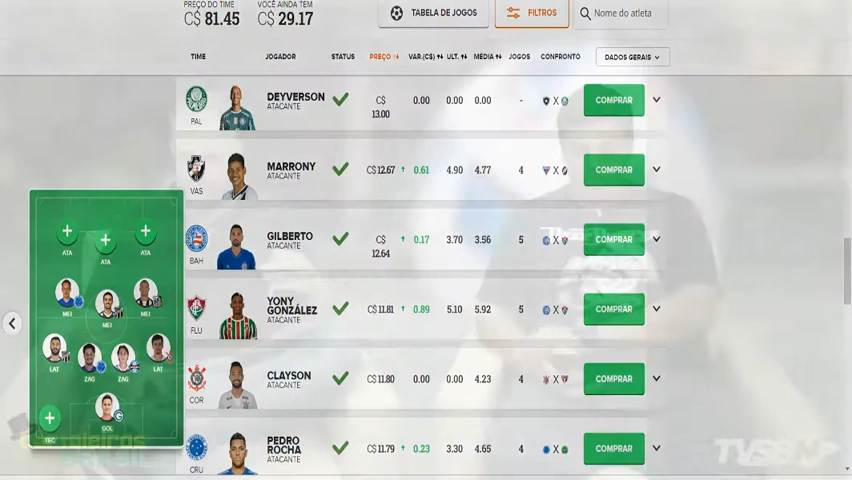 PREÇO DO TIME
C$ 81.45
VOCÊ AINDA TEM
C$ 29.17
TABELA DE JOGOS
FILTROS
Nome do atleta
TIME JOGADOR STATUS PREÇO VAR.(C$) ULT. MÉDIA JOGOS CONFRONTO DADOS GERAIS
PAL DEYVERSON ATACANTE C$ 13.00 0.00 0.00 0.00 - X COMPRAR
VAS MARRONY ATACANTE C$ 12.67 0.61 4.90 4.77 4 X COMPRAR
BAH GILBERTO ATACANTE C$ 12.64 0.17 3.70 3.56 5 X COMPRAR
FLU YONY GONZÁLEZ ATACANTE C$ 11.81 0.89 5.10 5.92 5 X COMPRAR
COR CLAYSON ATACANTE C$ 11.80 0.00 0.00 4.23 4 X COMPRAR
CRU PEDRO ROCHA ATACANTE C$ 11.79 0.23 3.30 4.65 4 X COMPRAR
ATA ATA ATA
MEI MEI MEI
LAT ZAG ZAG LAT
GOL
TEC